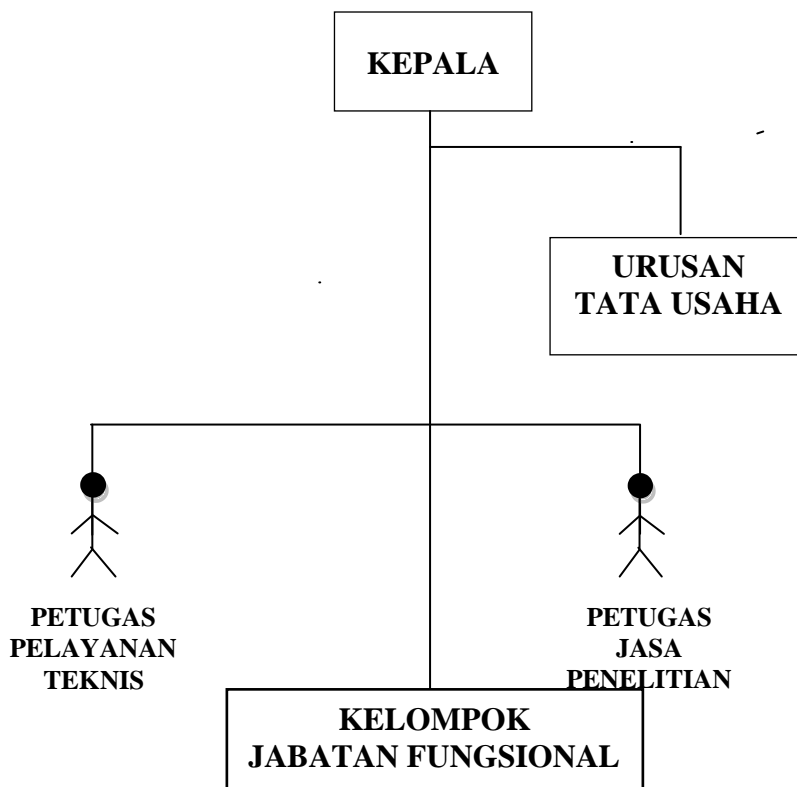 KEPALA
URUSAN
TATA USAHA
PETUGAS
PELAYANAN
TEKNIS
PETUGAS
JASA
PENELITIAN
KELOMPOK
JABATAN FUNGSIONAL